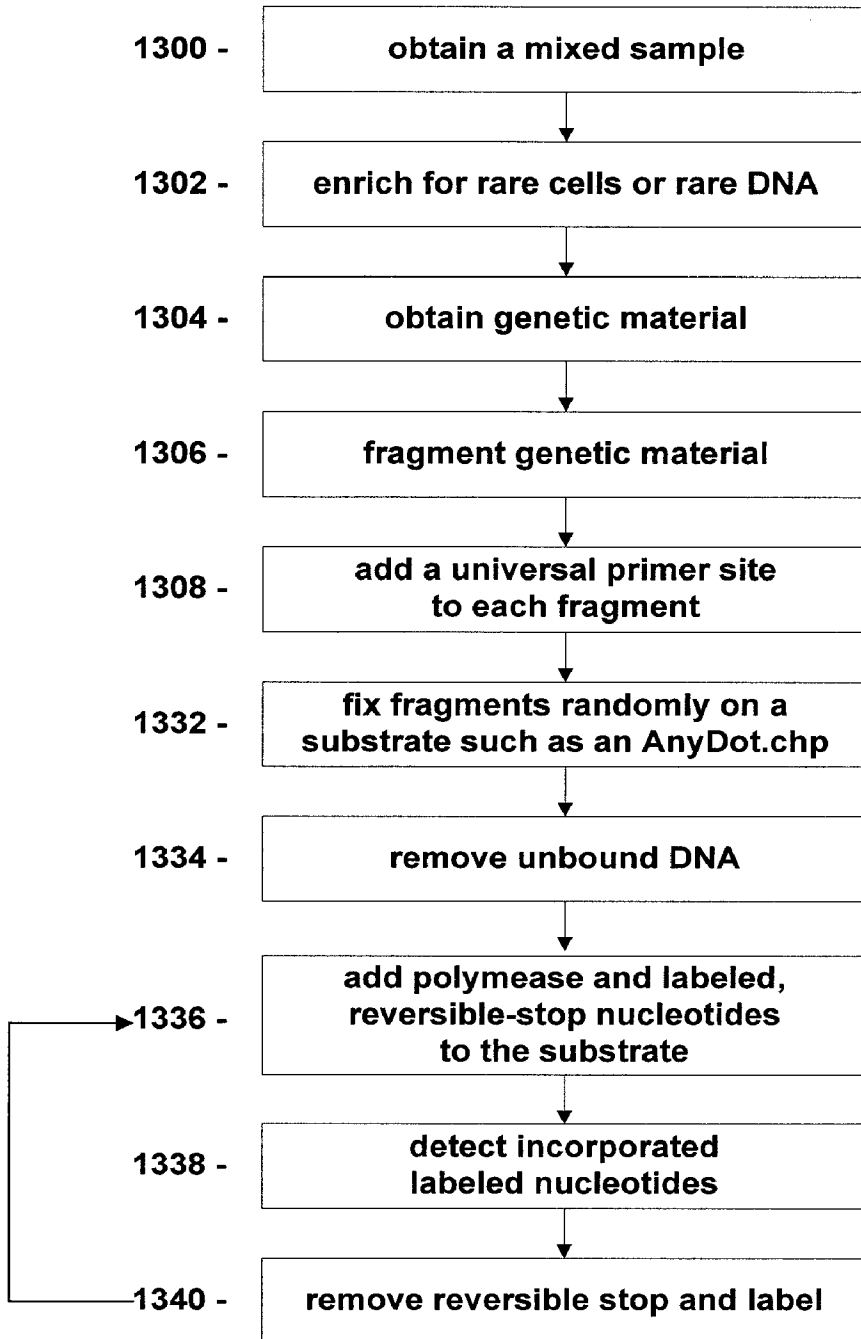 1300 - obtain a mixed sample
1302 - enrich for rare cells or rare DNA
1304 - obtain genetic material
1306 - fragment genetic material
1308 - add a universal primer site
to each fragment
1332 - fix fragments randomly on a
substrate such as an AnyDot.chp
1334 - remove unbound DNA
1336 - add polymease and labeled,
reversible-stop nucleotides
to the substrate
1338 - detect incorporated
labeled nucleotides
1340 - remove reversible stop and label